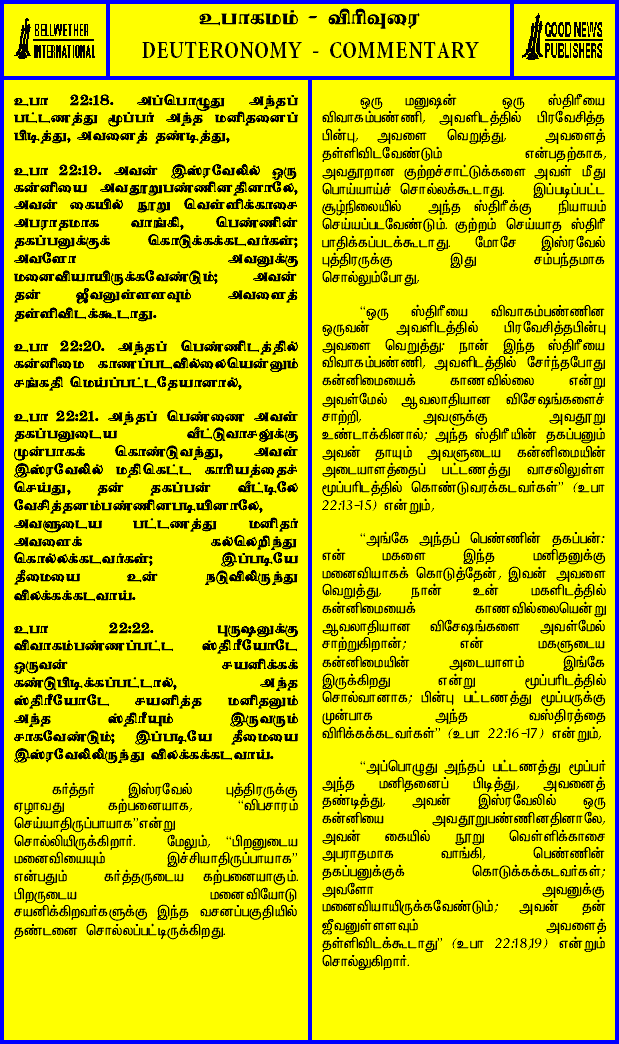 BELLWETHER
INTERNATIONAL
உபாகமம் - விரிவுரை
DEUTERONOMY - COMMENTARY
GOOD NEWS
PUBLISHERS
உபா 22:18. அப்பொழுது அந்தப்
பட்டணத்து மூப்பர் அந்த மனிதனைப்
பிடித்து, அவனைத் தண்டித்து,
உபா 22:19. அவன் இஸ்ரவேலில் ஒரு
கன்னியை அவதூறுபண்ணினதினாலே,
அவன் கையில் நூறு வெள்ளிக்காசை
அபராதமாக வாங்கி, பெண்ணின்
தகப்பனுக்குக் கொடுக்கக்கடவர்கள்;
அவளோ அவனுக்கு
மனைவியாயிருக்கவேண்டும்; அவன்
தன் ஜீவனுள்ளளவும் அவளைத்
தள்ளிவிடக்கூடாது.
உபா 22:20. அந்தப் பெண்ணிடத்தில்
கன்னிமை காணப்படவில்லையென்னும்
சங்கதி மெய்ப்பட்டதேயானால்,
உபா 22:21. அந்தப் பெண்ணை அவள்
தகப்பனுடைய வீட்டுவாசலுக்கு
முன்பாகக் கொண்டுவந்து, அவள்
இஸ்ரவேலில் மதிகெட்ட காரியத்தைச்
செய்து, தன் தகப்பன் வீட்டிலே
வேசித்தனம்பண்ணினபடியினாலே,
அவளுடைய பட்டணத்து மனிதர்
அவளைக் கல்லெறிந்து
கொல்லக்கடவர்கள்; இப்படியே
தீமையை உன் நடுவிலிருந்து
விலக்கக்கடவாய்.
உபா 22:22. புருஷனுக்கு
விவாகம்பண்ணப்பட்ட ஸ்திரீயோடே
ஒருவன் சயனிக்கக்
கண்டுபிடிக்கப்பட்டால், அந்த
ஸ்திரீயோடே சயனித்த மனிதனும்
அந்த ஸ்திரீயும் இருவரும்
சாகவேண்டும்; இப்படியே தீமையை
இஸ்ரவேலிலிருந்து விலக்கக்கடவாய்.
கர்த்தர் இஸ்ரவேல் புத்திரருக்கு
ஏழாவது கற்பனையாக, "விபசாரம்
செய்யாதிருப்பாயாக"என்று
சொல்லியிருக்கிறார். மேலும், "பிறனுடைய
மனைவியையும் இச்சியாதிருப்பாயாக"
என்பதும் கர்த்தருடைய கற்பனையாகும்.
பிறருடைய மனைவியோடு
சயனிக்கிறவர்களுக்கு இந்த வசனப்பகுதியில்
தண்டனை சொல்லப்பட்டிருக்கிறது.
ஒரு மனுஷன் ஒரு ஸ்திரீயை
விவாகம்பண்ணி, அவளிடத்தில் பிரவேசித்த
பின்பு, அவளை வெறுத்து, அவளைத்
தள்ளிவிடவேண்டும் என்பதற்காக,
அவதூறான குற்றச்சாட்டுக்களை அவள் மீது
பொய்யாய்ச் சொல்லக்கூடாது. இப்படிப்பட்ட
சூழ்நிலையில் அந்த ஸ்திரீக்கு நியாயம்
செய்யப்படவேண்டும். குற்றம் செய்யாத ஸ்திரீ
பாதிக்கப்படக்கூடாது. மோசே இஸ்ரவேல்
புத்திரருக்கு இது சம்பந்தமாக
சொல்லும்போது,
"ஒரு ஸ்திரீயை விவாகம்பண்ணின
ஒருவன் அவளிடத்தில் பிரவேசித்தபின்பு
அவளை வெறுத்து: நான் இந்த ஸ்திரீயை
விவாகம்பண்ணி, அவளிடத்தில் சேர்ந்தபோது
கன்னிமையைக் காணவில்லை என்று
அவள்மேல் ஆவலாதியான விசேஷங்களைச்
சாற்றி, அவளுக்கு அவதூறு
உண்டாக்கினால்; அந்த ஸ்திரீயின் தகப்பனும்
அவன் தாயும் அவளுடைய கன்னிமையின்
அடையாளத்தைப் பட்டணத்து வாசலிலுள்ள
மூப்பரிடத்தில் கொண்டுவரக்கடவர்கள்" (உபா
22:13-15) என்றும்,
"அங்கே அந்தப் பெண்ணின் தகப்பன்:
என் மகளை இந்த மனிதனுக்கு
மனைவியாகக் கொடுத்தேன், இவன் அவளை
வெறுத்து, நான் உன் மகளிடத்தில்
கன்னிமையைக் காணவில்லையென்று
ஆவலாதியான விசேஷங்களை அவள்மேல்
சாற்றுகிறான்; என் மகளுடைய
கன்னிமையின் அடையாளம் இங்கே
இருக்கிறது என்று மூப்பரிடத்தில்
சொல்வானாக; பின்பு பட்டணத்து மூப்பருக்கு
முன்பாக அந்த வஸ்திரத்தை
விரிக்கக்கடவர்கள்" (உபா 22:16-17) என்றும்,
"அப்பொழுது அந்தப் பட்டணத்து மூப்பர்
அந்த மனிதனைப் பிடித்து, அவனைத்
தண்டித்து, அவன் இஸ்ரவேலில் ஒரு
கன்னியை அவதூறுபண்ணினதினாலே,
அவன் கையில் நூறு வெள்ளிக்காசை
அபராதமாக வாங்கி, பெண்ணின்
தகப்பனுக்குக் கொடுக்கக்கடவர்கள்;
அவளோ அவனுக்கு
மனைவியாயிருக்கவேண்டும்; அவன் தன்
ஜீவனுள்ளளவும் அவளைத்
தள்ளிவிடக்கூடாது" (உபா 22:18,19) என்றும்
சொல்லுகிறார்.